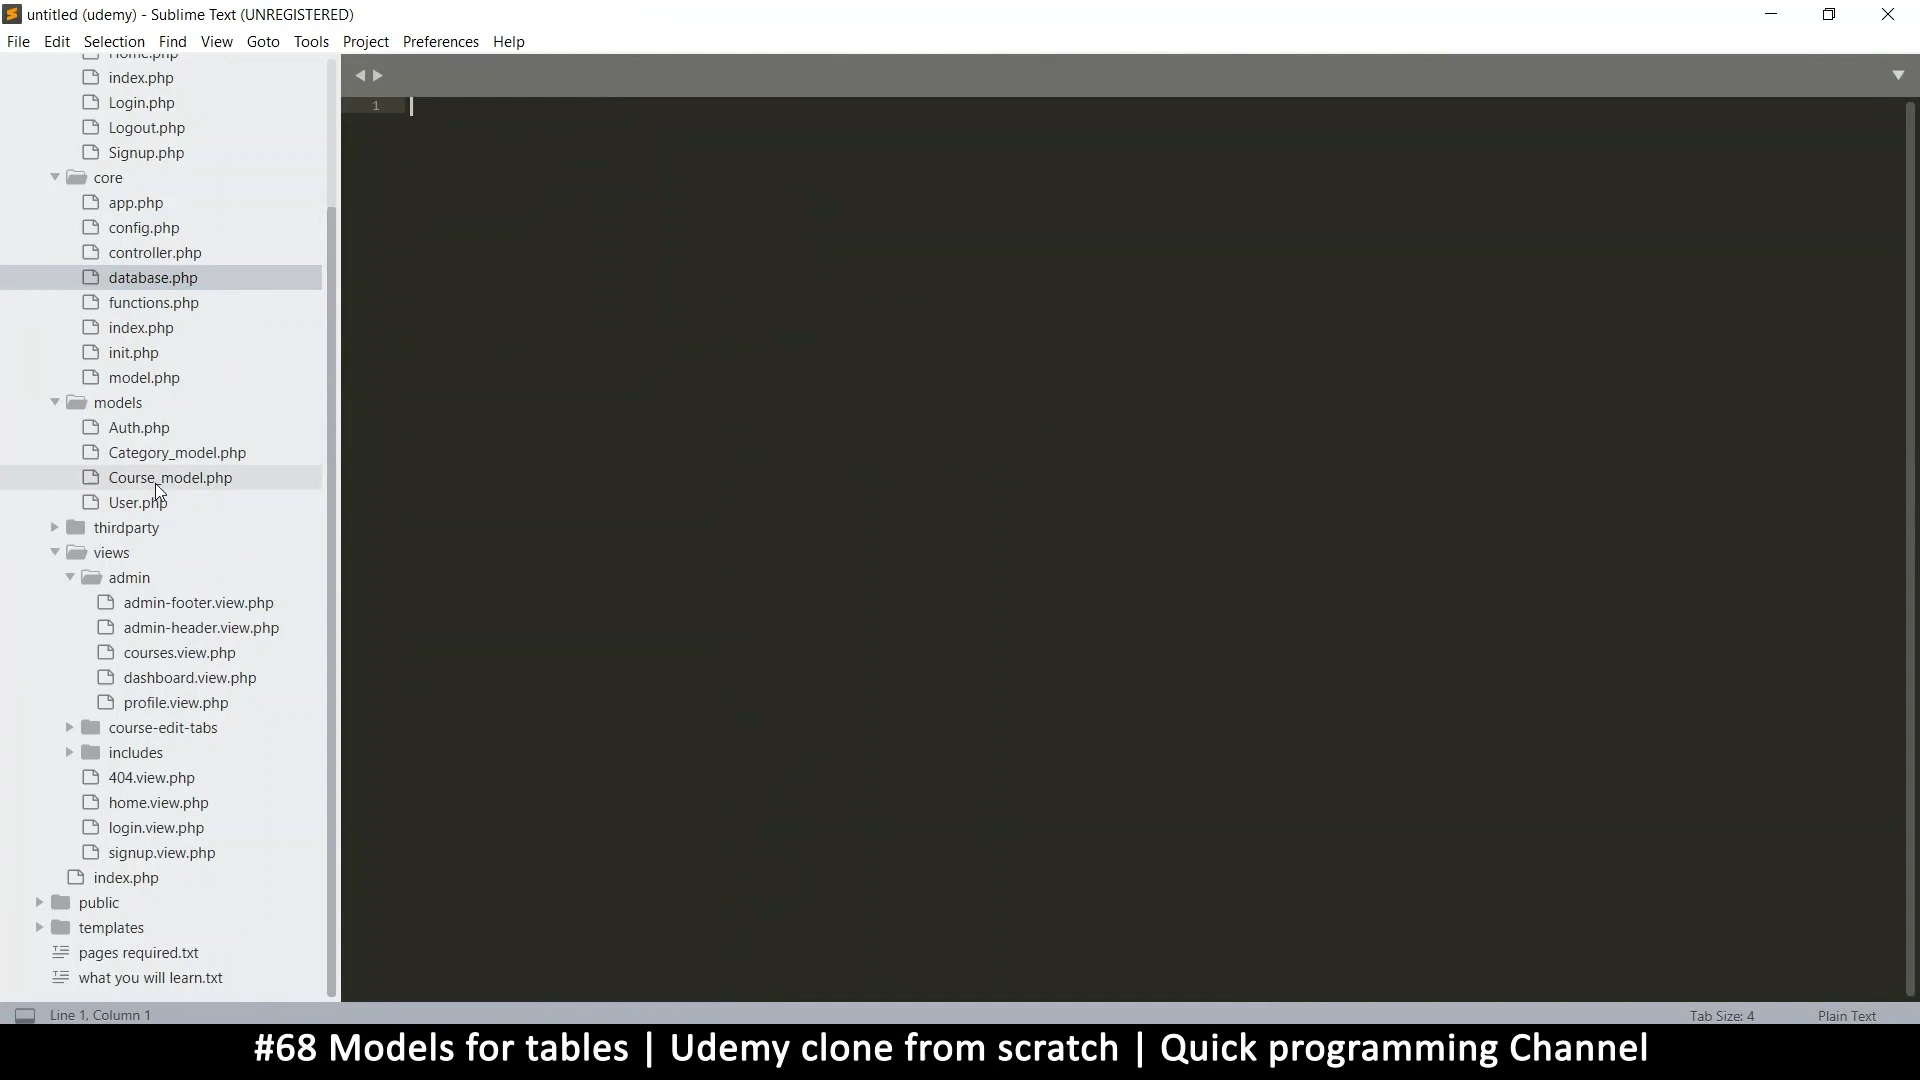 untitled (udemy) - Sublime Text (UNREGISTERED)
File Edit Selection Find View Goto Tools Project Preferences Help
Home.php
index.php
Login.php
Logout.php
Signup.php
core
app.php
config.php
controller.php
database.php
functions.php
index.php
init.php
model.php
models
Auth.php
Category_model.php
Course_model.php
User.php
thirdparty
views
admin
admin-footer.view.php
admin-header.view.php
courses.view.php
dashboard.view.php
profile.view.php
course-edit-tabs
includes
404.view.php
home.view.php
login.view.php
signup.view.php
index.php
public
templates
pages required.txt
what you will learn.txt
1
Line 1, Column 1 Tab Size: 4 Plain Text
#68 Models for tables | Udemy clone from scratch | Quick programming Channel